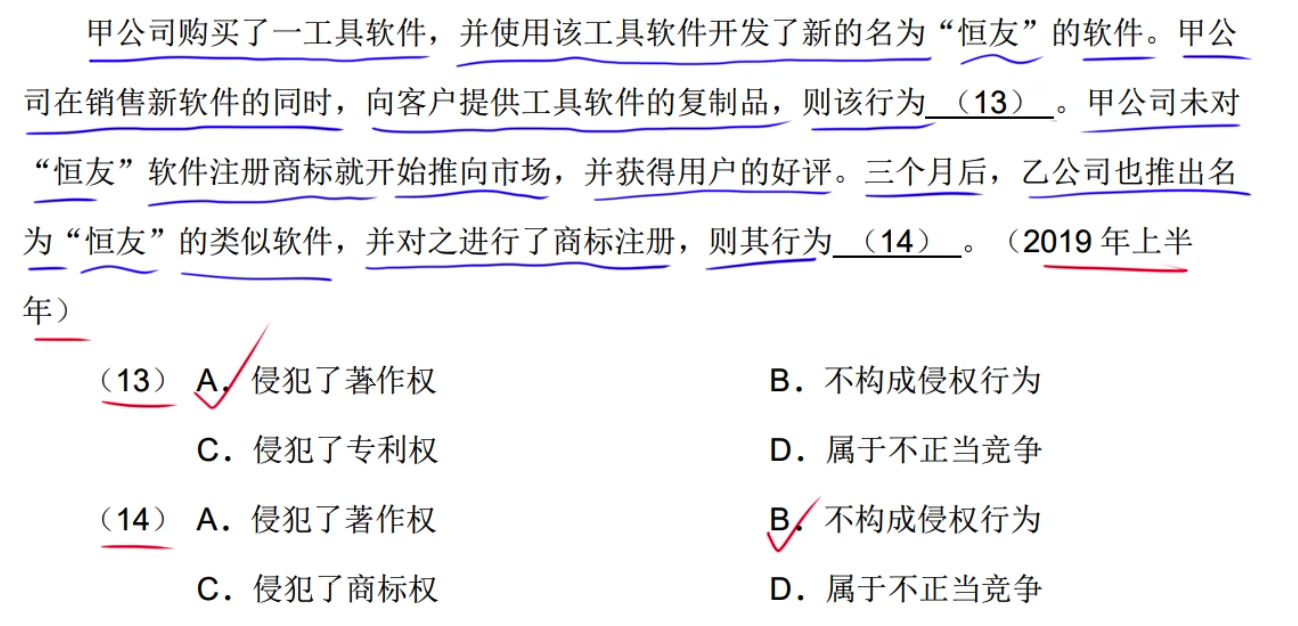 甲公司购买了一工具软件，并使用该工具软件开发了新的名为“恒友”的软件。甲公
司在销售新软件的同时，向客户提供工具软件的复制品，则该行为（13）。甲公司未对
“恒友”软件注册商标就开始推向市场，并获得用户的好评。三个月后，乙公司也推出名
为“恒友”的类似软件，并对之进行了商标注册，则其行为（14）。（2019 年上半
年）
（13） A．侵犯了著作权 B．不构成侵权行为
C．侵犯了专利权 D．属于不正当竞争
（14） A．侵犯了著作权 B．不构成侵权行为
C．侵犯了商标权 D．属于不正当竞争